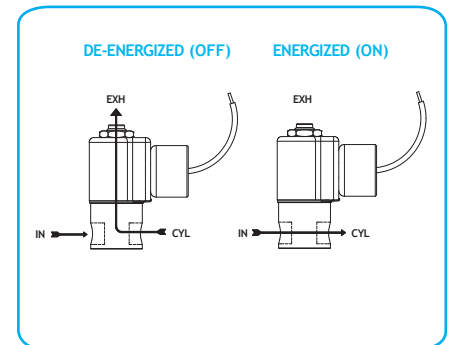 DE-ENERGIZED (OFF) ENERGIZED (ON)
EXH EXH
IN CYL IN CYL